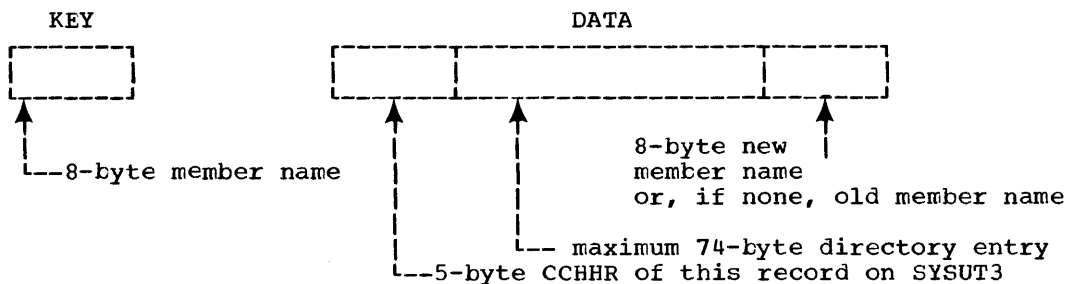 KEY DATA
8-byte member name
8-byte new
member name
or, if none, old member name
maximum 74-byte directory entry
5-byte CCHHR of this record on SYSUT3